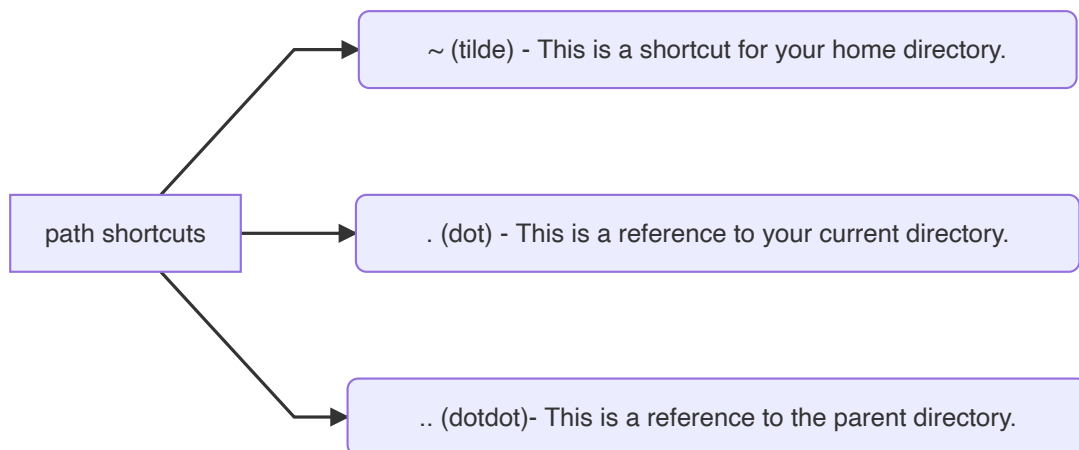 ~ (tilde) - This is a shortcut for your home directory.
path shortcuts
. (dot) - This is a reference to your current directory.
.. (dotdot)- This is a reference to the parent directory.